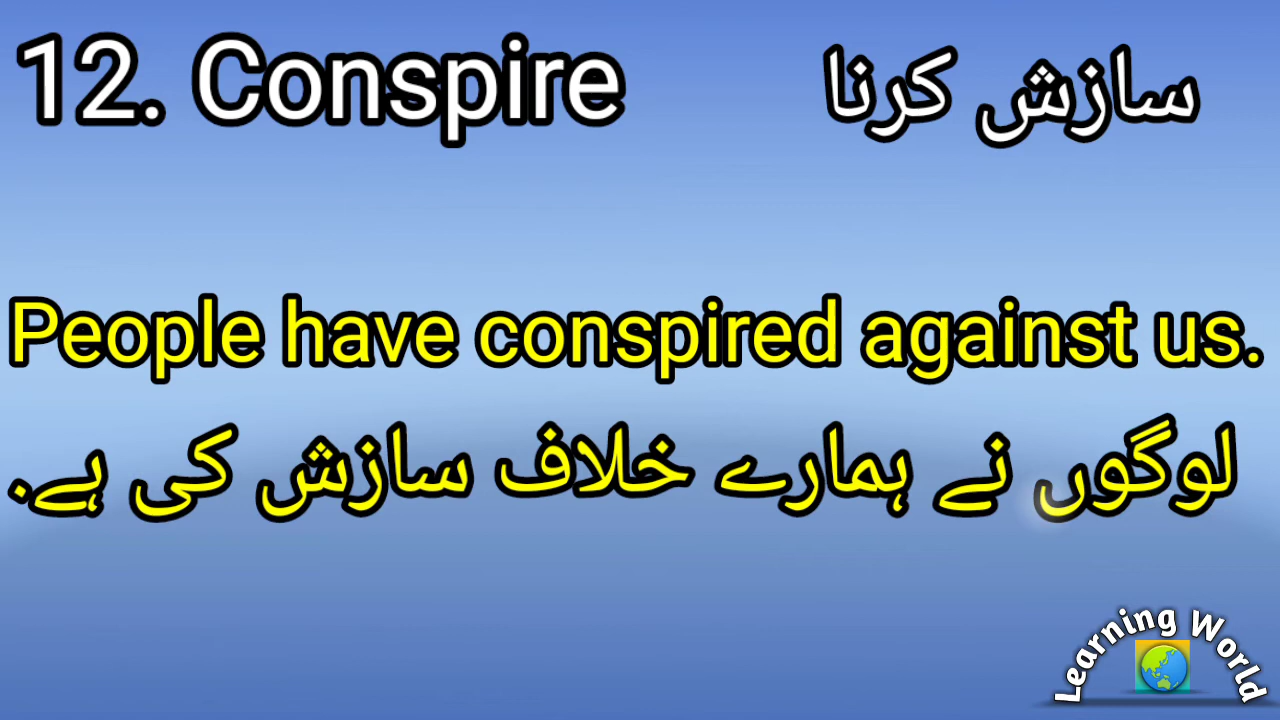 12. Conspire سازش کرنا
People have conspired against us.
لوگوں نے ہمارے خلاف سازش کی ہے.
Learning World